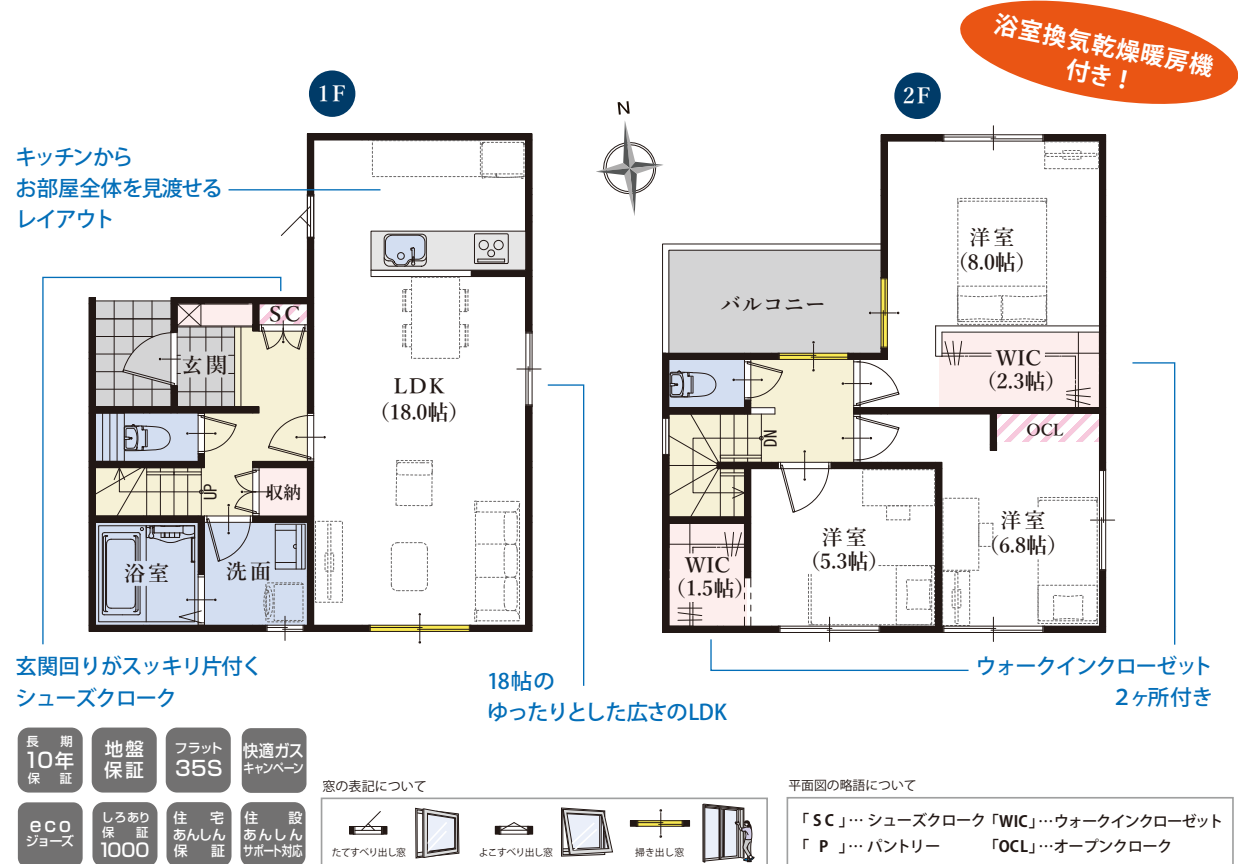 浴室換気乾燥暖房機
付き！
1F
2F
N
キッチンから
お部屋全体を見渡せる
レイアウト
洋室
(8.0帖)
バルコニー
SC
玄関
LDK
(18.0帖)
WIC
(2.3帖)
OCL
DN
UP
収納
浴室
洗面
洋室
(5.3帖)
洋室
(6.8帖)
WIC
(1.5帖)
玄関回りがスッキリ片付く
シューズクローク
18帖の
ゆったりとした広さのLDK
ウォークインクローゼット
2ヶ所付き
長期
10年
保証
地盤
保証
フラット
35S
快適ガス
キャンペーン
eco
ジョーズ
しろあり
保証
1000
住宅
あんしん
保証
住設
あんしん
サポート対応
窓の表記について
たてすべり出し窓
よこすべり出し窓
掃き出し窓
平面図の略語について
「SC」…シューズクローク「WIC」…ウォークインクローゼット
「P」…パントリー 「OCL」…オープンクローク